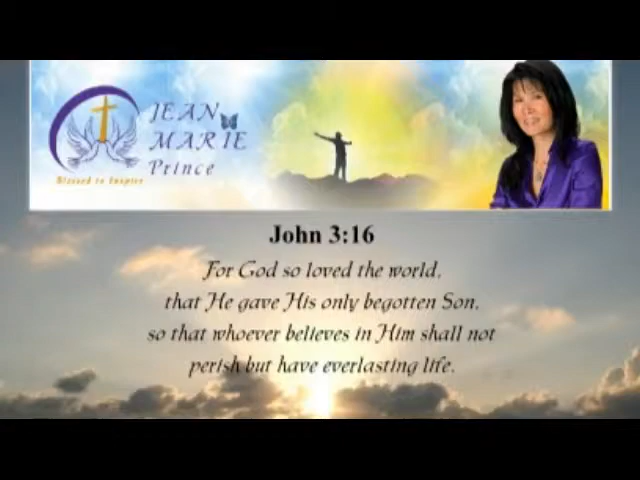 JEAN
MARIE
Prince
Blessed to Inspire
John 3:16
For God so loved the world,
that He gave His only begotten Son,
so that whoever believes in Him shall not
perish but have everlasting life.